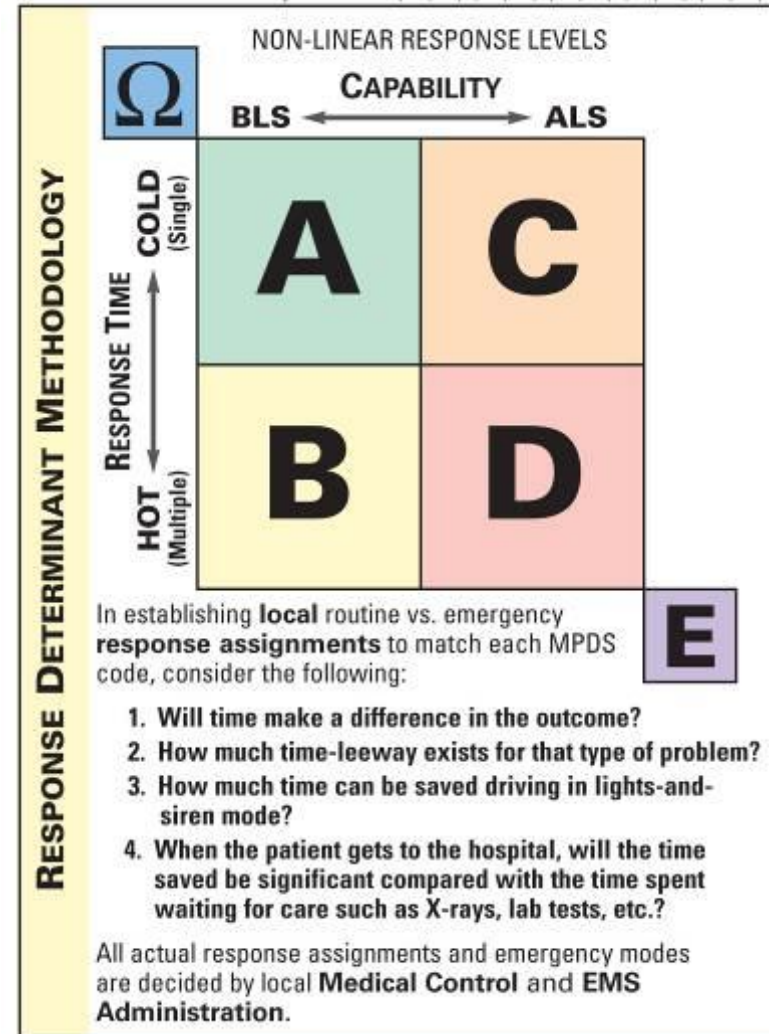 RESPONSE DETERMINANT METHODOLOGY
NON-LINEAR RESPONSE LEVELS
Ω
CAPABILITY
BLS ALS
RESPONSE TIME
COLD
(Single)
HOT
(Multiple)
A
C
B
D
E
In establishing local routine vs. emergency
response assignments to match each MPDS
code, consider the following:
1. Will time make a difference in the outcome?
2. How much time-leeway exists for that type of problem?
3. How much time can be saved driving in lights-and-
siren mode?
4. When the patient gets to the hospital, will the time
saved be significant compared with the time spent
waiting for care such as X-rays, lab tests, etc.?
All actual response assignments and emergency modes
are decided by local Medical Control and EMS
Administration.